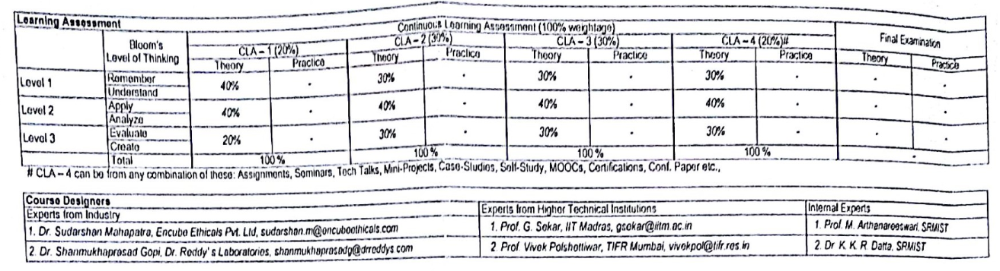 Learning Assessment
Continuous Learning Assessment (100% weightage)
Final Examination
Bloom's Level of Thinking
CLA – 1 (20%)
CLA – 2 (30%)
CLA – 3 (30%)
CLA – 4 (20%)#
Theory Practice Theory Practice Theory Practice Theory Practice Theory Practice
Level 1 Remember 40% - 30% - 30% - 30% - - -
Understand
Level 2 Apply 40% - 40% - 40% - 40% - - -
Analyze
Level 3 Evaluate 20% - 30% - 30% - 30% - - -
Create
Total 100 % 100 % 100 % 100 % -
# CLA – 4 can be from any combination of these: Assignments, Seminars, Tech Talks, Mini-Projects, Case-Studies, Self-Study, MOOCs, Certifications, Conf. Paper etc.,
Course Designers
Experts from Industry Experts from Higher Technical Institutions Internal Experts
1. Dr. Sudarshan Mahapatra, Encube Ethicals Pvt. Ltd, sudarshan.m@encubeethicals.com 1. Prof. G. Sekar, IIT Madras, gsekar@iitm.ac.in 1. Prof. M. Arthanareeswari, SRMIST
2. Dr. Shanmukhaprasad Gopi, Dr. Reddy's Laboratories, shanmukhaprasadg@drreddys.com 2. Prof. Vivek Polshettiwar, TIFR Mumbai, vivekpol@tifr.res.in 2. Dr K. K. R. Datta, SRMIST